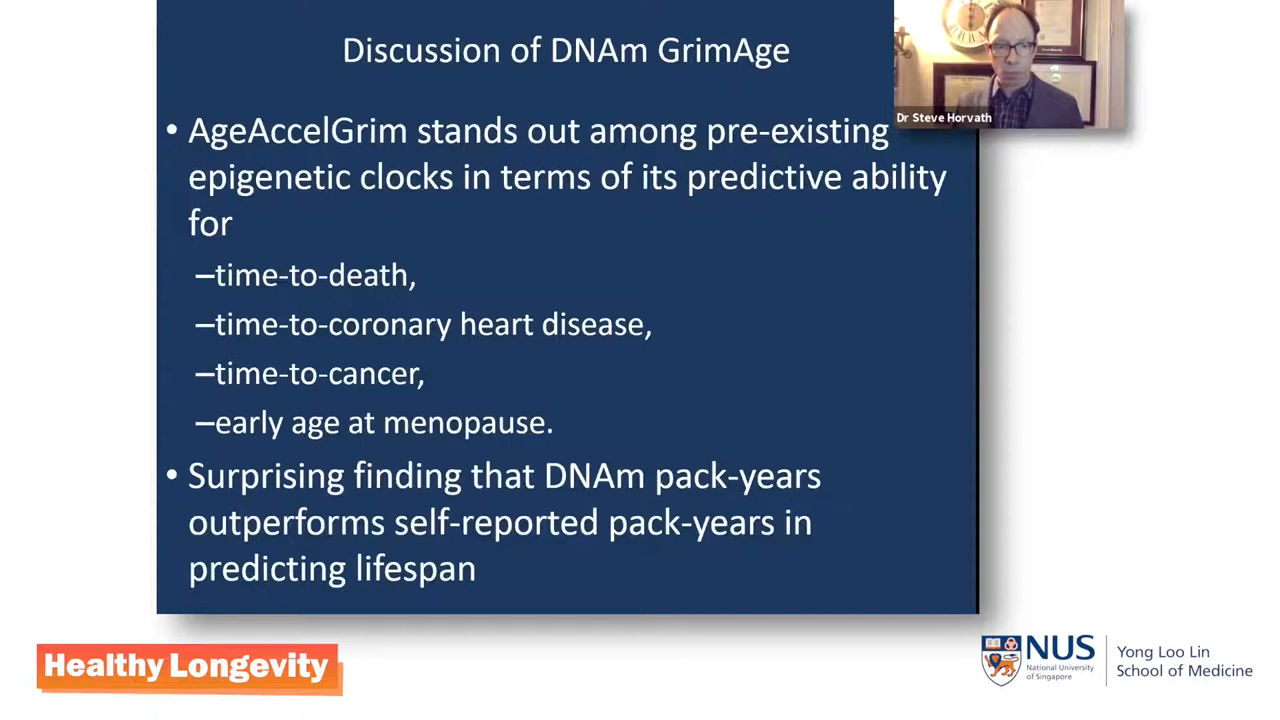 Discussion of DNAm GrimAge
Dr Steve Horvath
• AgeAccelGrim stands out among pre-existing
epigenetic clocks in terms of its predictive ability
for
–time-to-death,
–time-to-coronary heart disease,
–time-to-cancer,
–early age at menopause.
• Surprising finding that DNAm pack-years
outperforms self-reported pack-years in
predicting lifespan
Healthy Longevity
NUS
National University
of Singapore
Yong Loo Lin
School of Medicine